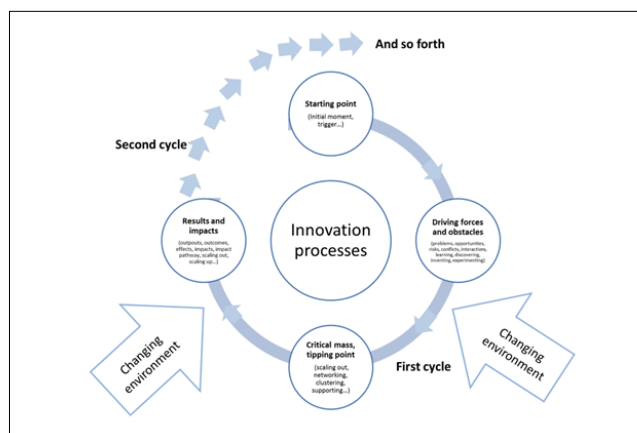 And so forth
Starting point
(Initial moment,
trigger...)
Second cycle
Results and
impacts
(outpouts, outcomes,
effects, impacts, impact
pathway, scaling out,
scaling up...)
Innovation
processes
Driving forces
and obstacles
(problems, opportunities,
risks, conflicts, interactions,
learning, discovering,
inventing, experimenting)
Critical mass,
tipping point
(scaling out,
networking,
clustering,
supporting...)
First cycle
Changing
environment
Changing
environment